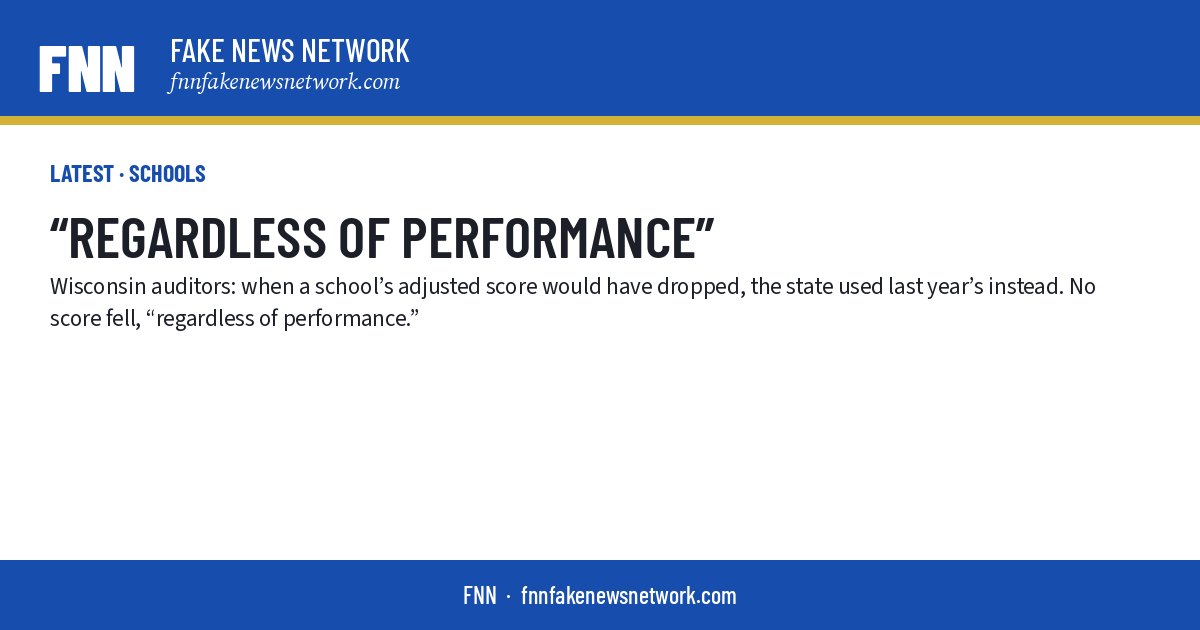 FNN
FAKE NEWS NETWORK
fnnfakenewsnetwork.com
LATEST · SCHOOLS
“REGARDLESS OF PERFORMANCE”
Wisconsin auditors: when a school’s adjusted score would have dropped, the state used last year’s instead. No
score fell, “regardless of performance.”
FNN · fnnfakenewsnetwork.com